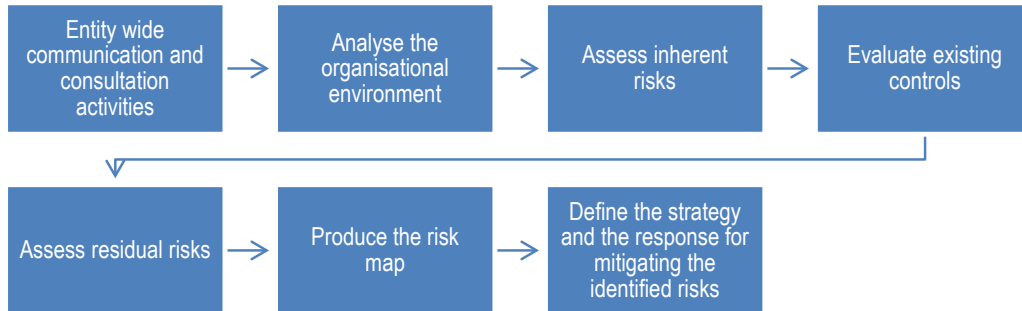 Entity wide
communication and
consultation
activities
Analyse the
organisational
environment
Assess inherent
risks
Evaluate existing
controls
Assess residual risks
Produce the risk
map
Define the strategy
and the response for
mitigating the
identified risks